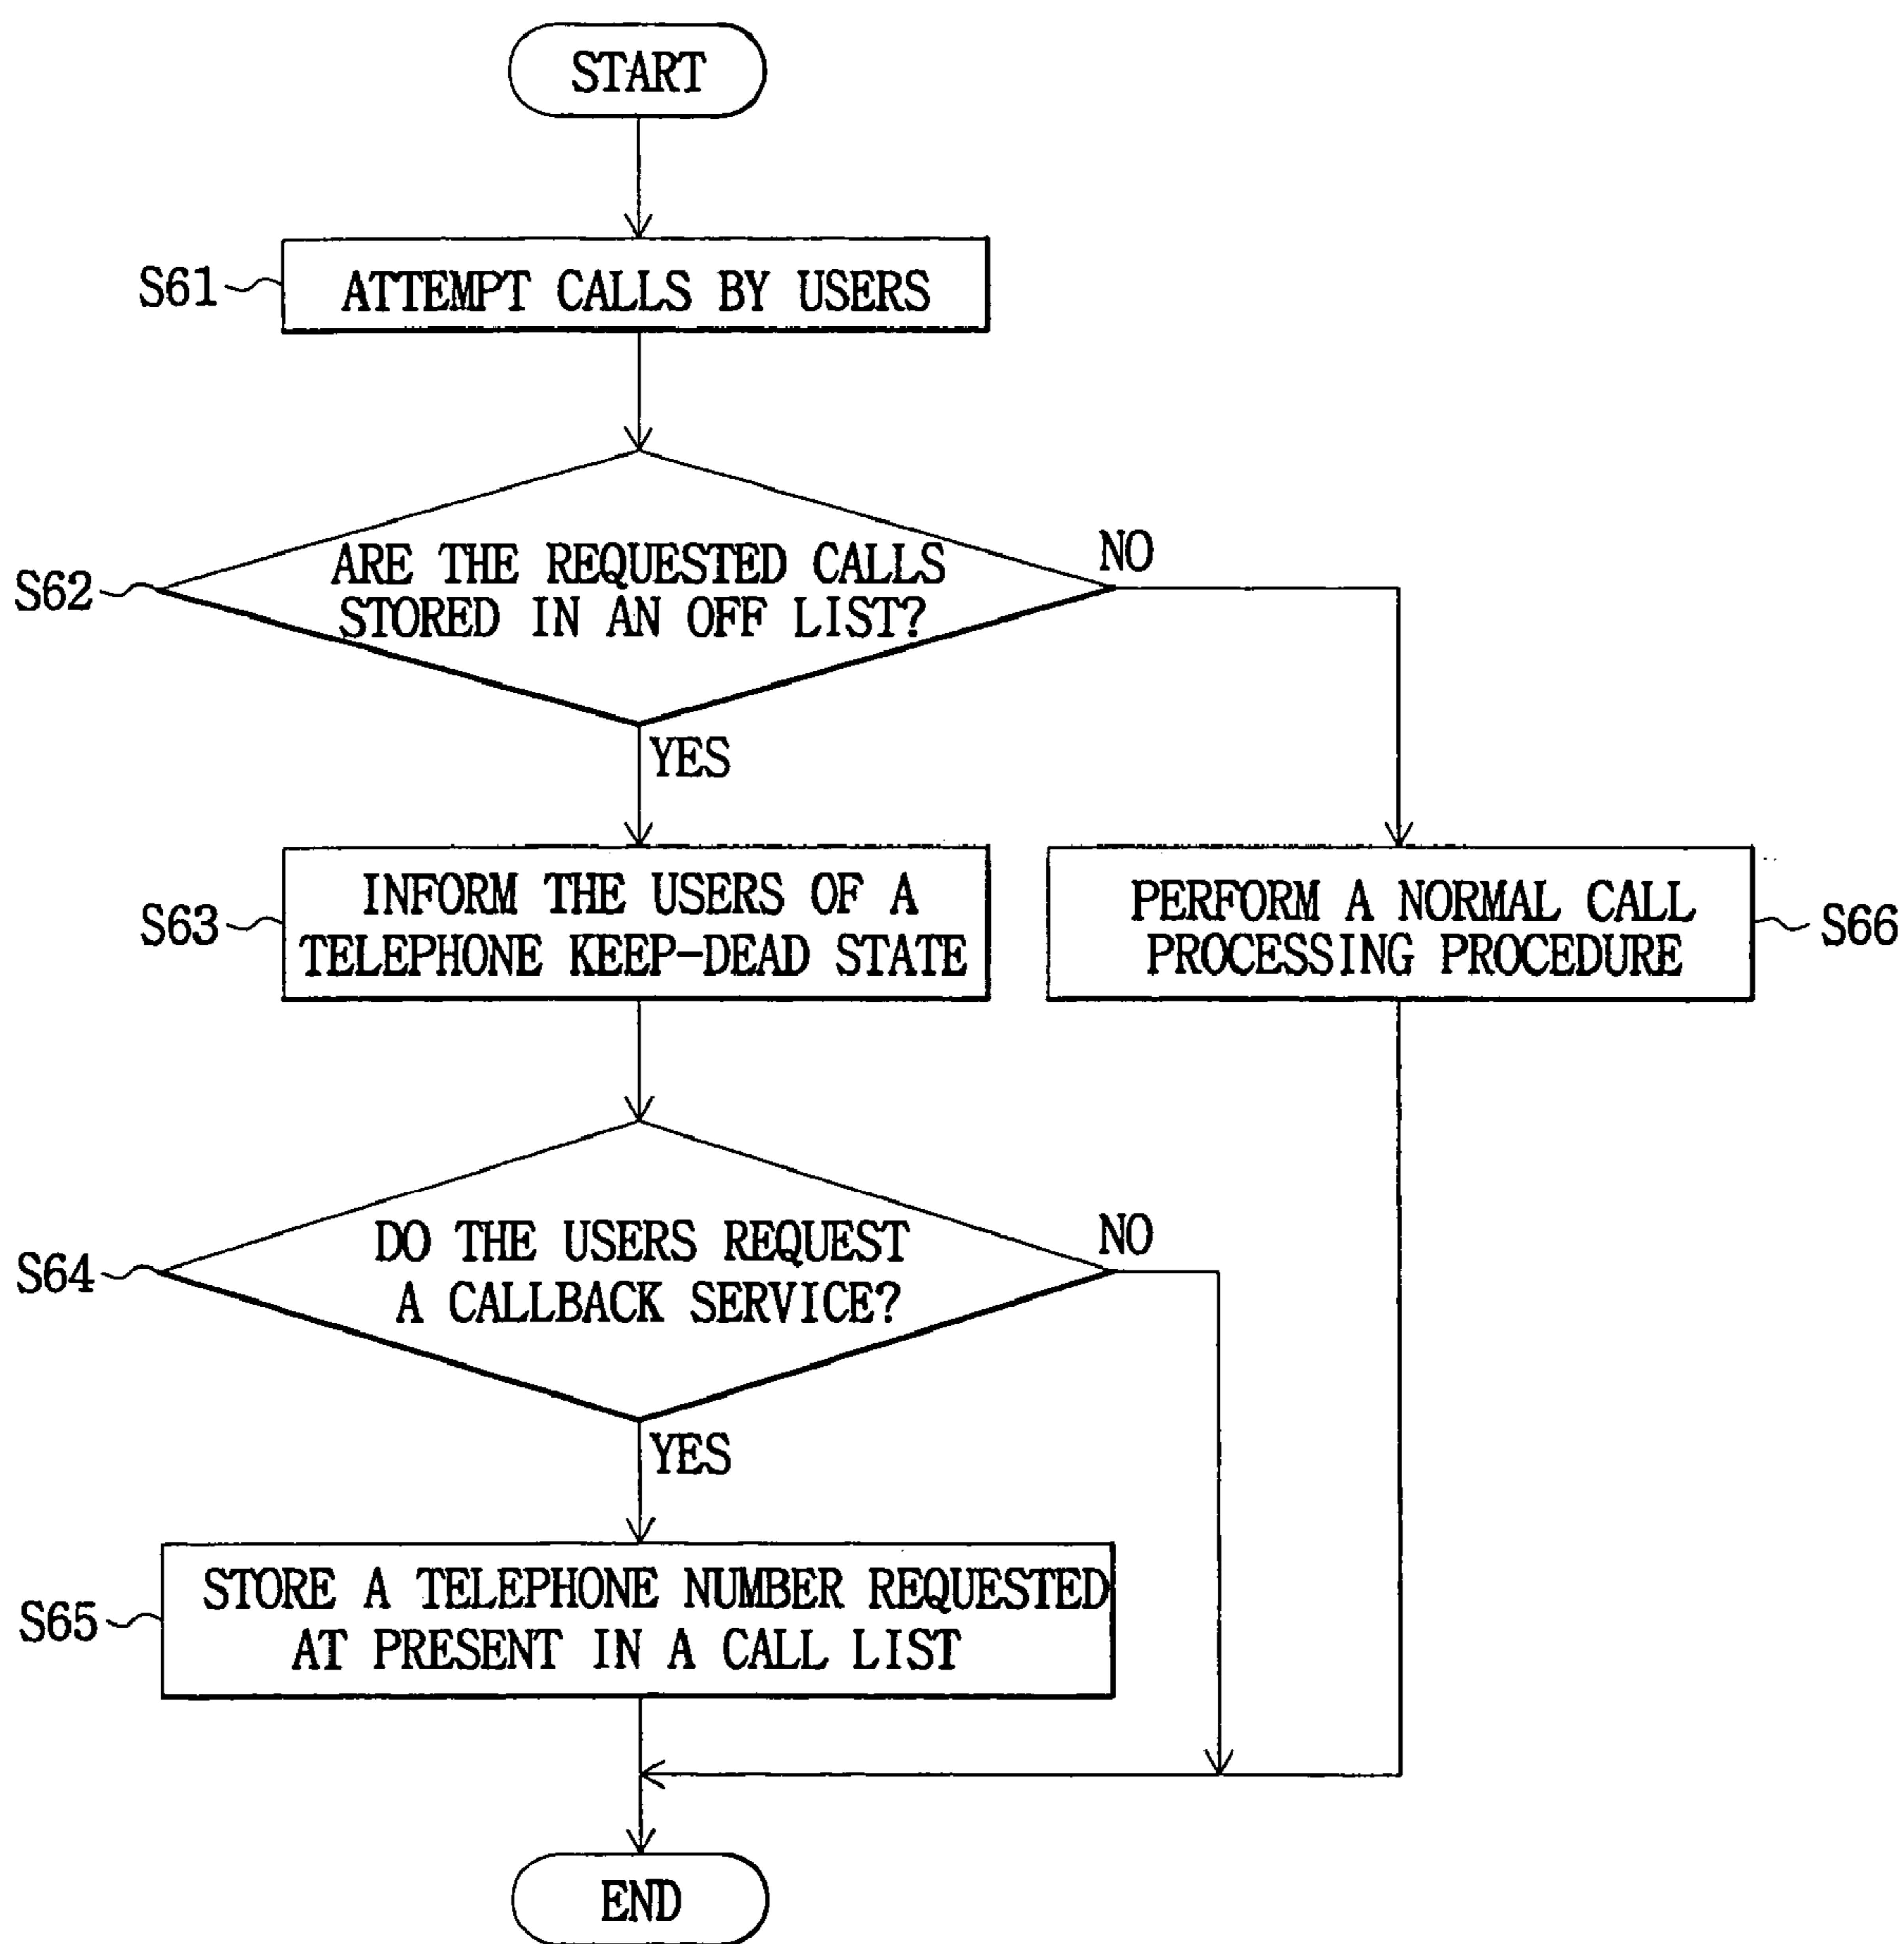 START
S61
ATTEMPT CALLS BY USERS
S62
ARE THE REQUESTED CALLS
STORED IN AN OFF LIST?
NO
YES
S63
INFORM THE USERS OF A
TELEPHONE KEEP-DEAD STATE
PERFORM A NORMAL CALL
PROCESSING PROCEDURE
S66
S64
DO THE USERS REQUEST
A CALLBACK SERVICE?
NO
YES
S65
STORE A TELEPHONE NUMBER REQUESTED
AT PRESENT IN A CALL LIST
END